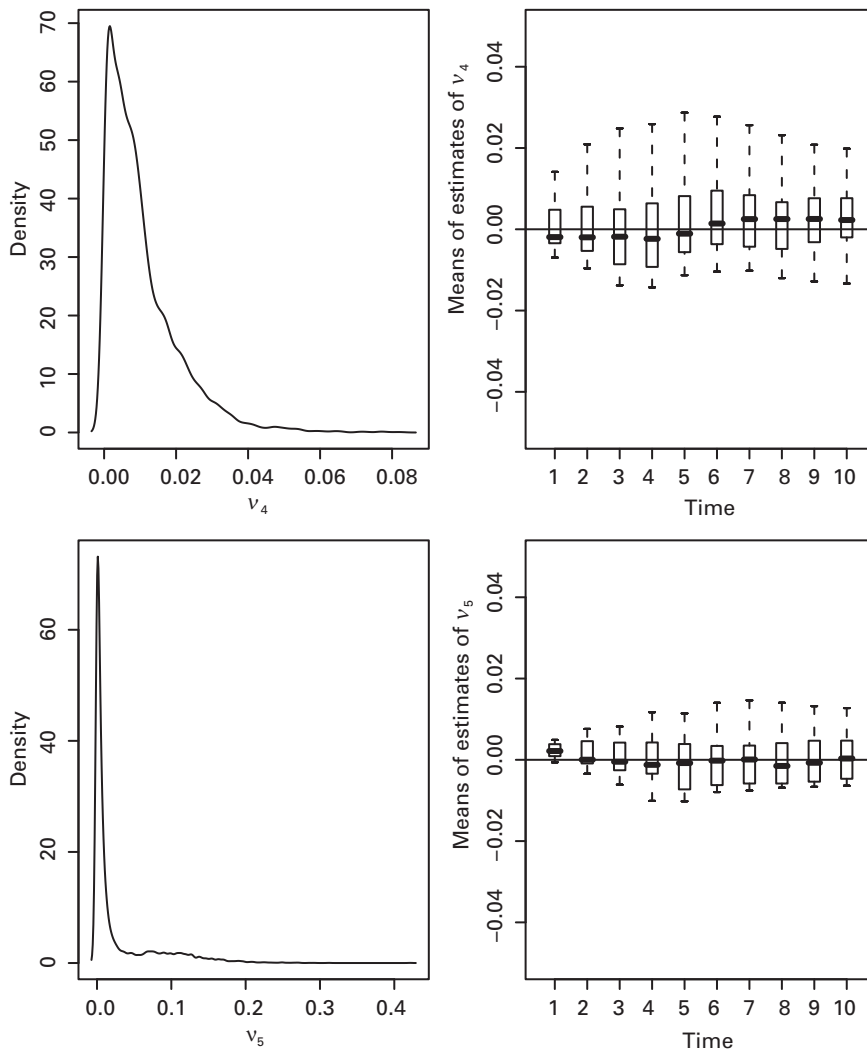 70
60
50
40
30
20
10
0
Density
0.00 0.02 0.04 0.06 0.08
ν₄
0.04
0.02
0.00
−0.02
−0.04
Means of estimates of ν₄
1 2 3 4 5 6 7 8 9 10
Time
60
40
20
0
Density
0.0 0.1 0.2 0.3 0.4
ν₅
0.04
0.02
0.00
−0.02
−0.04
Means of estimates of ν₅
1 2 3 4 5 6 7 8 9 10
Time